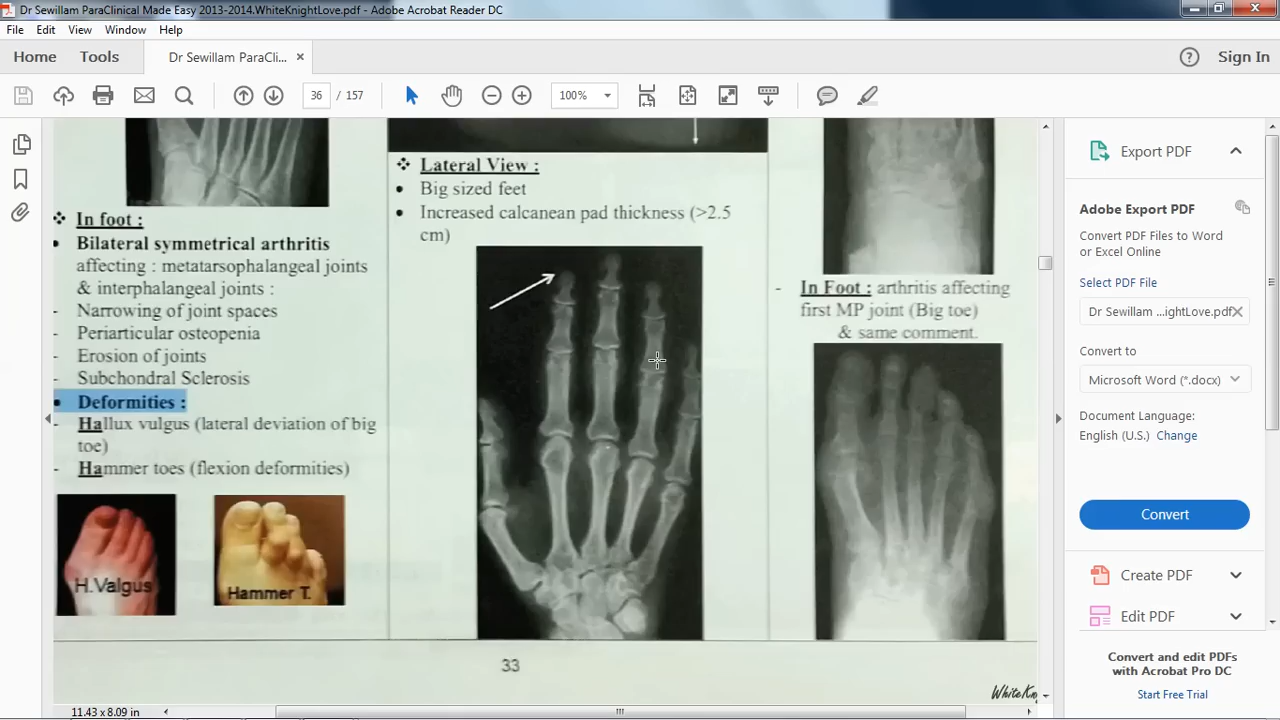 Dr Sewillam ParaClinical Made Easy 2013-2014.WhiteKnightLove.pdf - Adobe Acrobat Reader DC
File Edit View Window Help
Home Tools Dr Sewillam ParaCli... × Sign In
36 / 157 100%
❖ In foot :
• Bilateral symmetrical arthritis
affecting : metatarsophalangeal joints
& interphalangeal joints :
- Narrowing of joint spaces
- Periarticular osteopenia
- Erosion of joints
- Subchondral Sclerosis
• Deformities :
- Hallux vulgus (lateral deviation of big
toe)
- Hammer toes (flexion deformities)
H.Valgus
Hammer T.
❖ Lateral View :
• Big sized feet
• Increased calcanean pad thickness (>2.5
cm)
- In Foot : arthritis affecting
first MP joint (Big toe)
& same comment.
33
WhiteKn
11.43 x 8.09 in
Export PDF
Adobe Export PDF
Convert PDF Files to Word
or Excel Online
Select PDF File
Dr Sewillam ...ightLove.pdf
Convert to
Microsoft Word (*.docx)
Document Language:
English (U.S.) Change
Convert
Create PDF
Edit PDF
Convert and edit PDFs
with Acrobat Pro DC
Start Free Trial